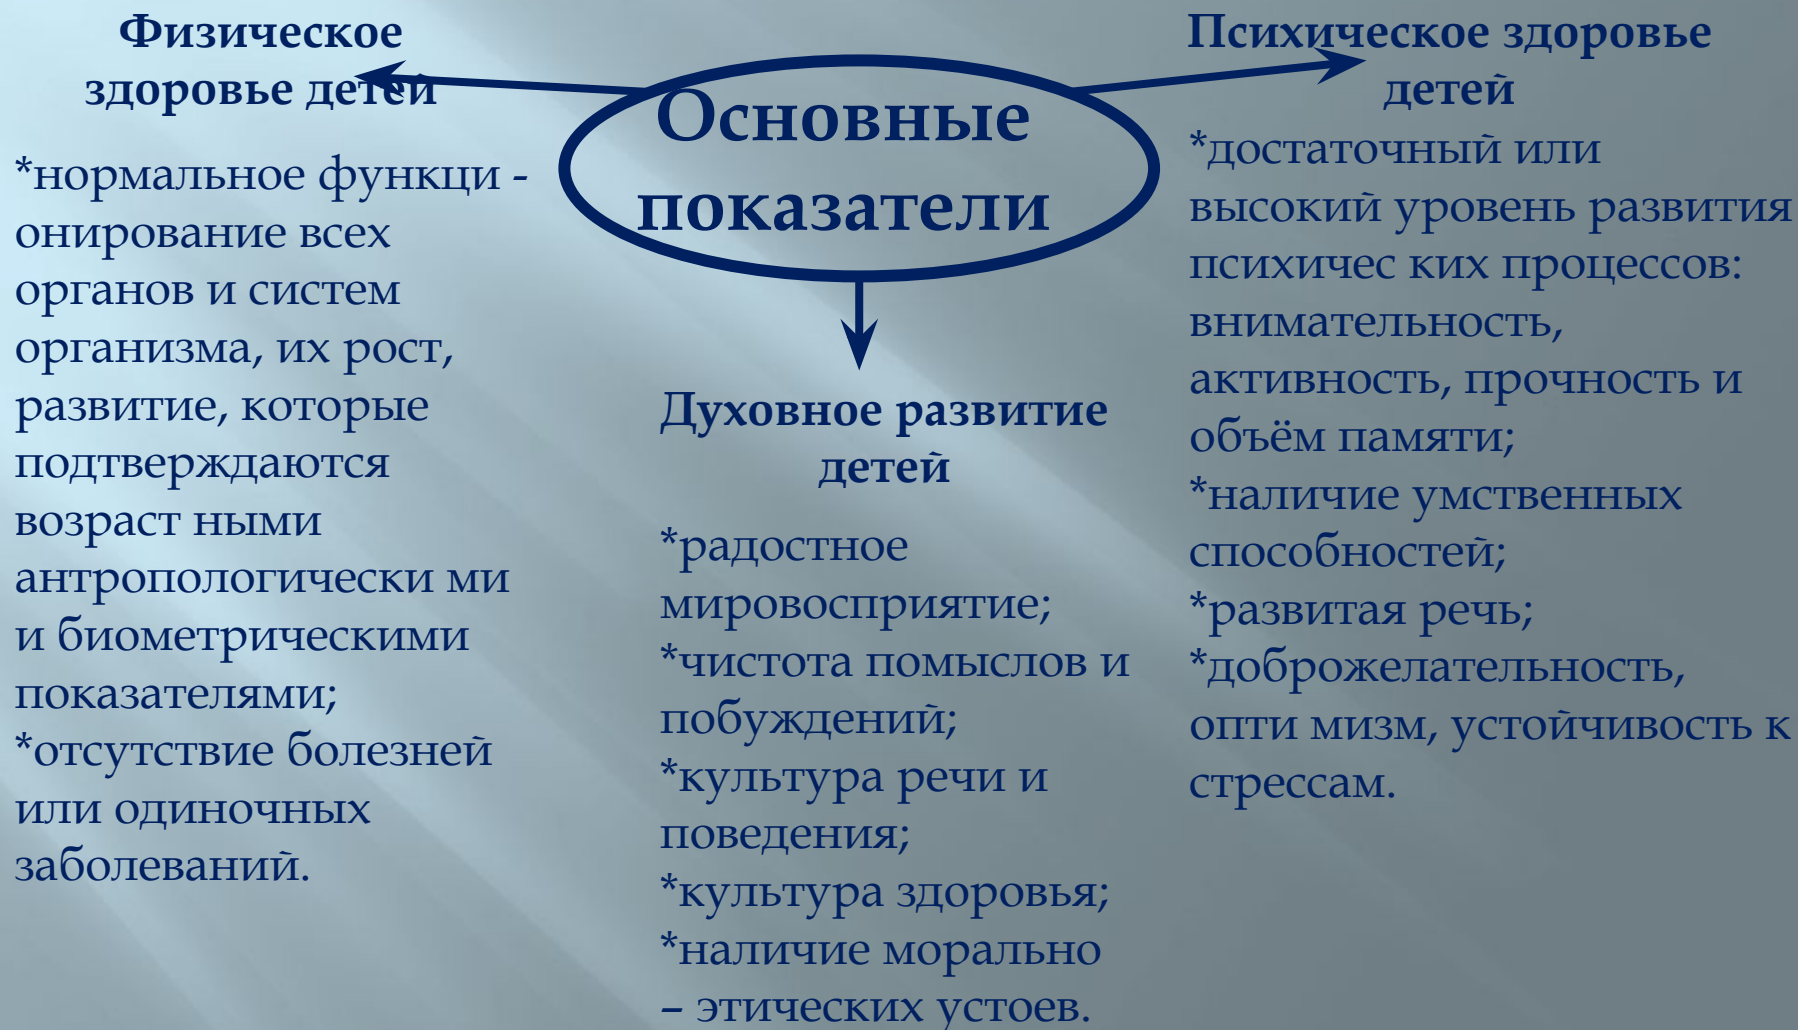 Физическое
здоровье детей
*нормальное функци -
онирование всех
органов и систем
организма, их рост,
развитие, которые
подтверждаются
возраст ными
антропологически ми
и биометрическими
показателями;
*отсутствие болезней
или одиночных
заболеваний.
Основные
показатели
Духовное развитие
детей
*радостное
мировосприятие;
*чистота помыслов и
побуждений;
*культура речи и
поведения;
*культура здоровья;
*наличие морально
– этических устоев.
Психическое здоровье
детей
*достаточный или
высокий уровень развития
психичес ких процессов:
внимательность,
активность, прочность и
объём памяти;
*наличие умственных
способностей;
*развитая речь;
*доброжелательность,
опти мизм, устойчивость к
стрессам.